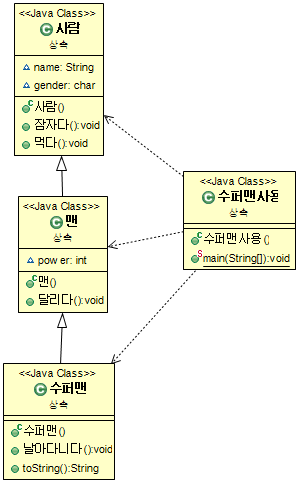 <<Java Class>>
사람
상속
name: String
gender: char
사람()
잠자다():void
먹다():void
<<Java Class>>
맨
상속
power: int
맨()
달리다():void
<<Java Class>>
수퍼맨
상속
수퍼맨()
날아다니다():void
toString():String
<<Java Class>>
수퍼맨사용
상속
수퍼맨사용()
main(String[]):void